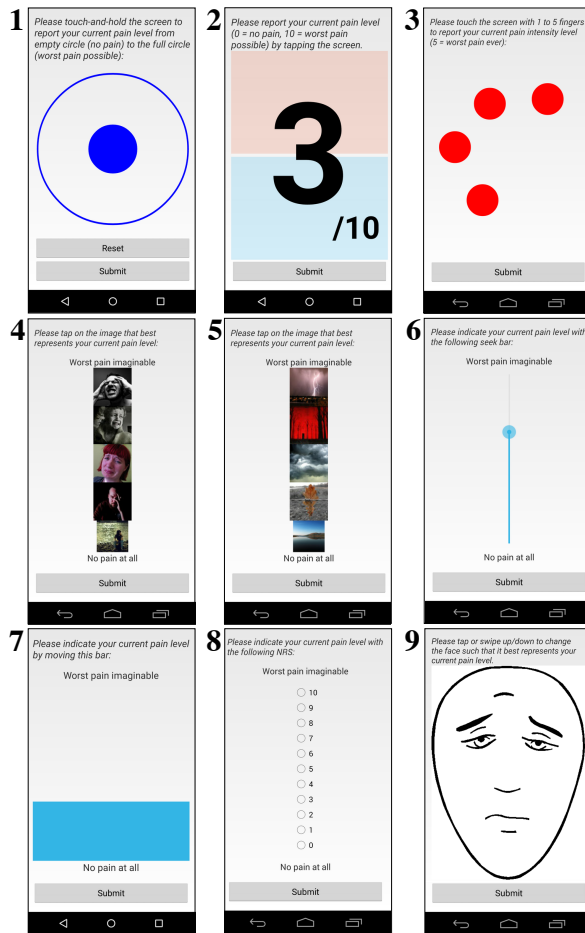 1
Please touch-and-hold the screen to
report your current pain level from
empty circle (no pain) to the full circle
(worst pain possible):
Reset
Submit
2
Please report your current pain level
(0 = no pain, 10 = worst pain
possible) by tapping the screen.
3
/10
Submit
3
Please touch the screen with 1 to 5 fingers
to report your current pain intensity level
(5 = worst pain ever):
Submit
4
Please tap on the image that best
represents your current pain level:
Worst pain imaginable
No pain at all
Submit
5
Please tap on the image that best
represents your current pain level:
Worst pain imaginable
No pain at all
Submit
6
Please indicate your current pain level with
the following seek bar:
Worst pain imaginable
No pain at all
Submit
7
Please indicate your current pain level
by moving this bar:
Worst pain imaginable
No pain at all
Submit
8
Please indicate your current pain level with
the following NRS:
Worst pain imaginable
10
9
8
7
6
5
4
3
2
1
0
No pain at all
Submit
9
Please tap or swipe up/down to change
the face such that it best represents your
current pain level.
Submit